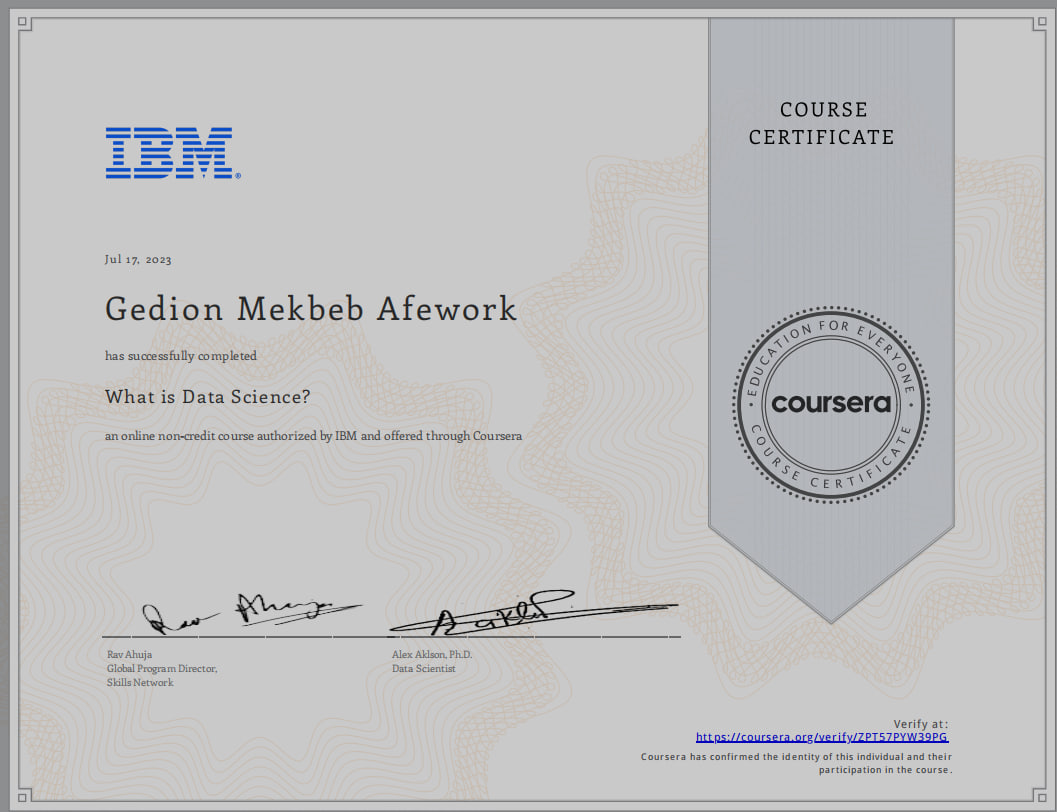 COURSE
CERTIFICATE
IBM®
Jul 17, 2023
Gedion Mekbeb Afework
has successfully completed
What is Data Science?
an online non-credit course authorized by IBM and offered through Coursera
EDUCATION FOR EVERYONE
coursera
COURSE CERTIFICATE
Rav Ahuja
Global Program Director,
Skills Network
Alex Aklson, Ph.D.
Data Scientist
Verify at:
https://coursera.org/verify/ZPT57PYW39PG
Coursera has confirmed the identity of this individual and their
participation in the course.